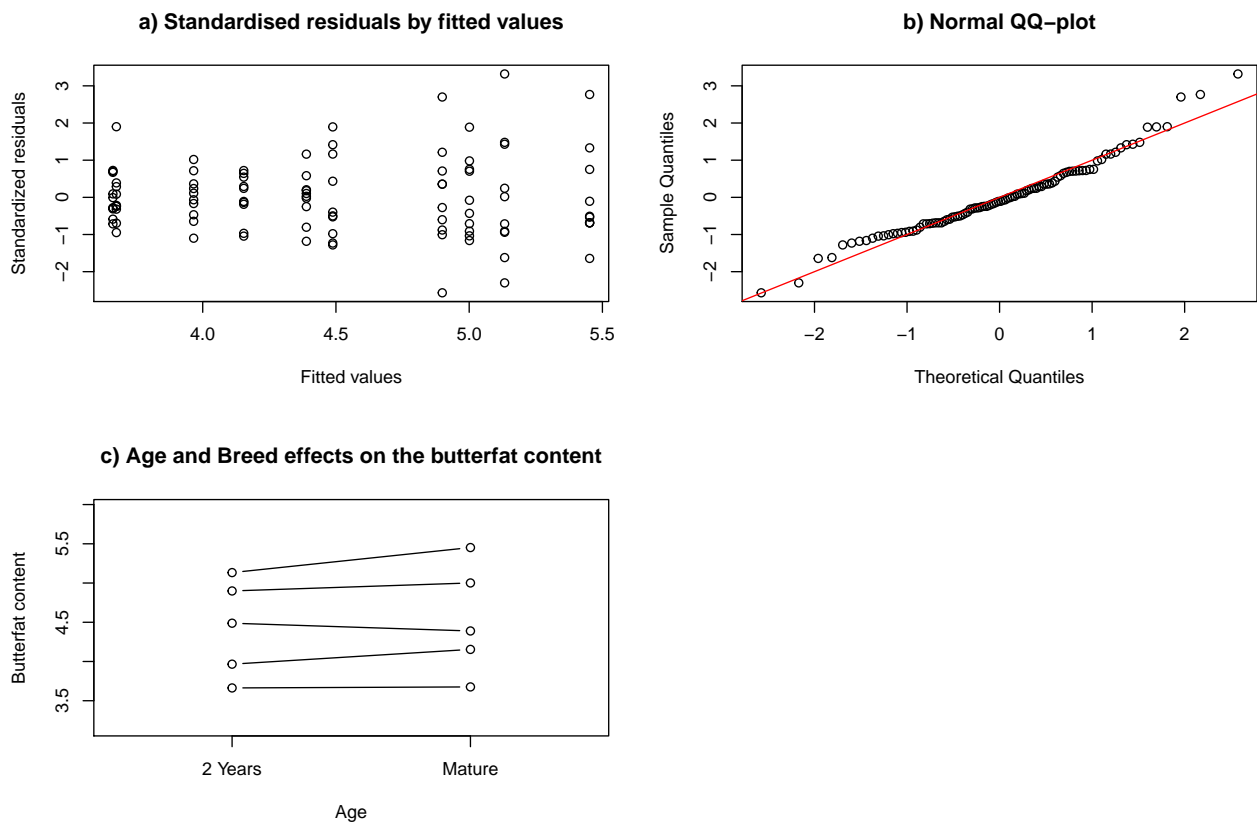 a) Standardised residuals by fitted values
Standardized residuals
3
2
1
0
−1
−2
4.0 4.5 5.0 5.5
Fitted values
b) Normal QQ−plot
Sample Quantiles
3
2
1
0
−1
−2
−2 −1 0 1 2
Theoretical Quantiles
c) Age and Breed effects on the butterfat content
Butterfat content
5.5
4.5
3.5
2 Years Mature
Age